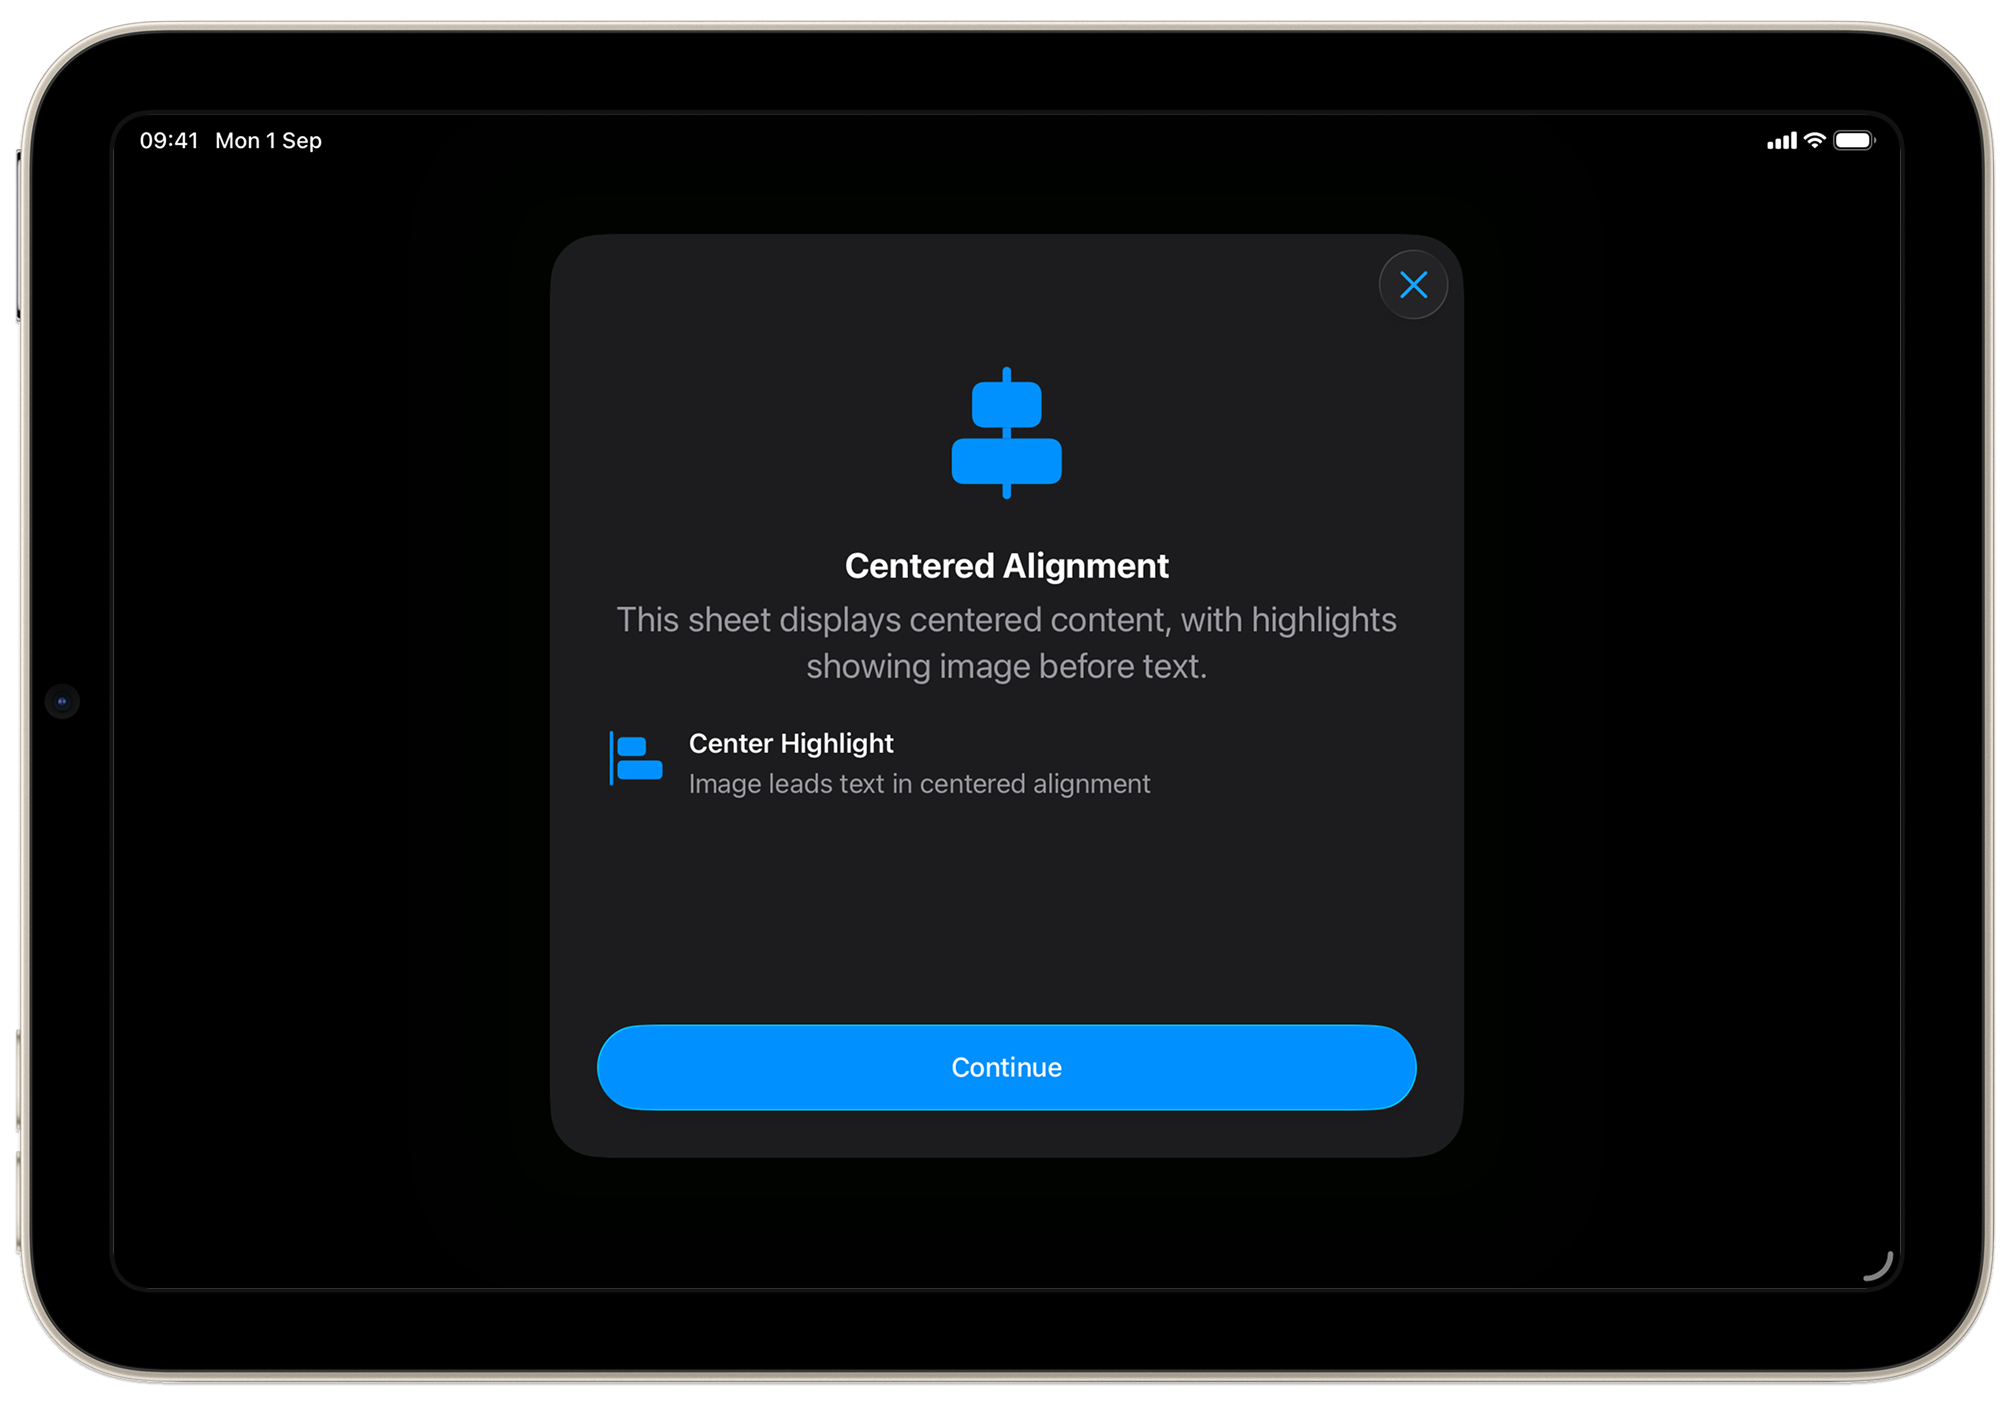 09:41 Mon 1 Sep
Centered Alignment
This sheet displays centered content, with highlights
showing image before text.
Center Highlight
Image leads text in centered alignment
Continue